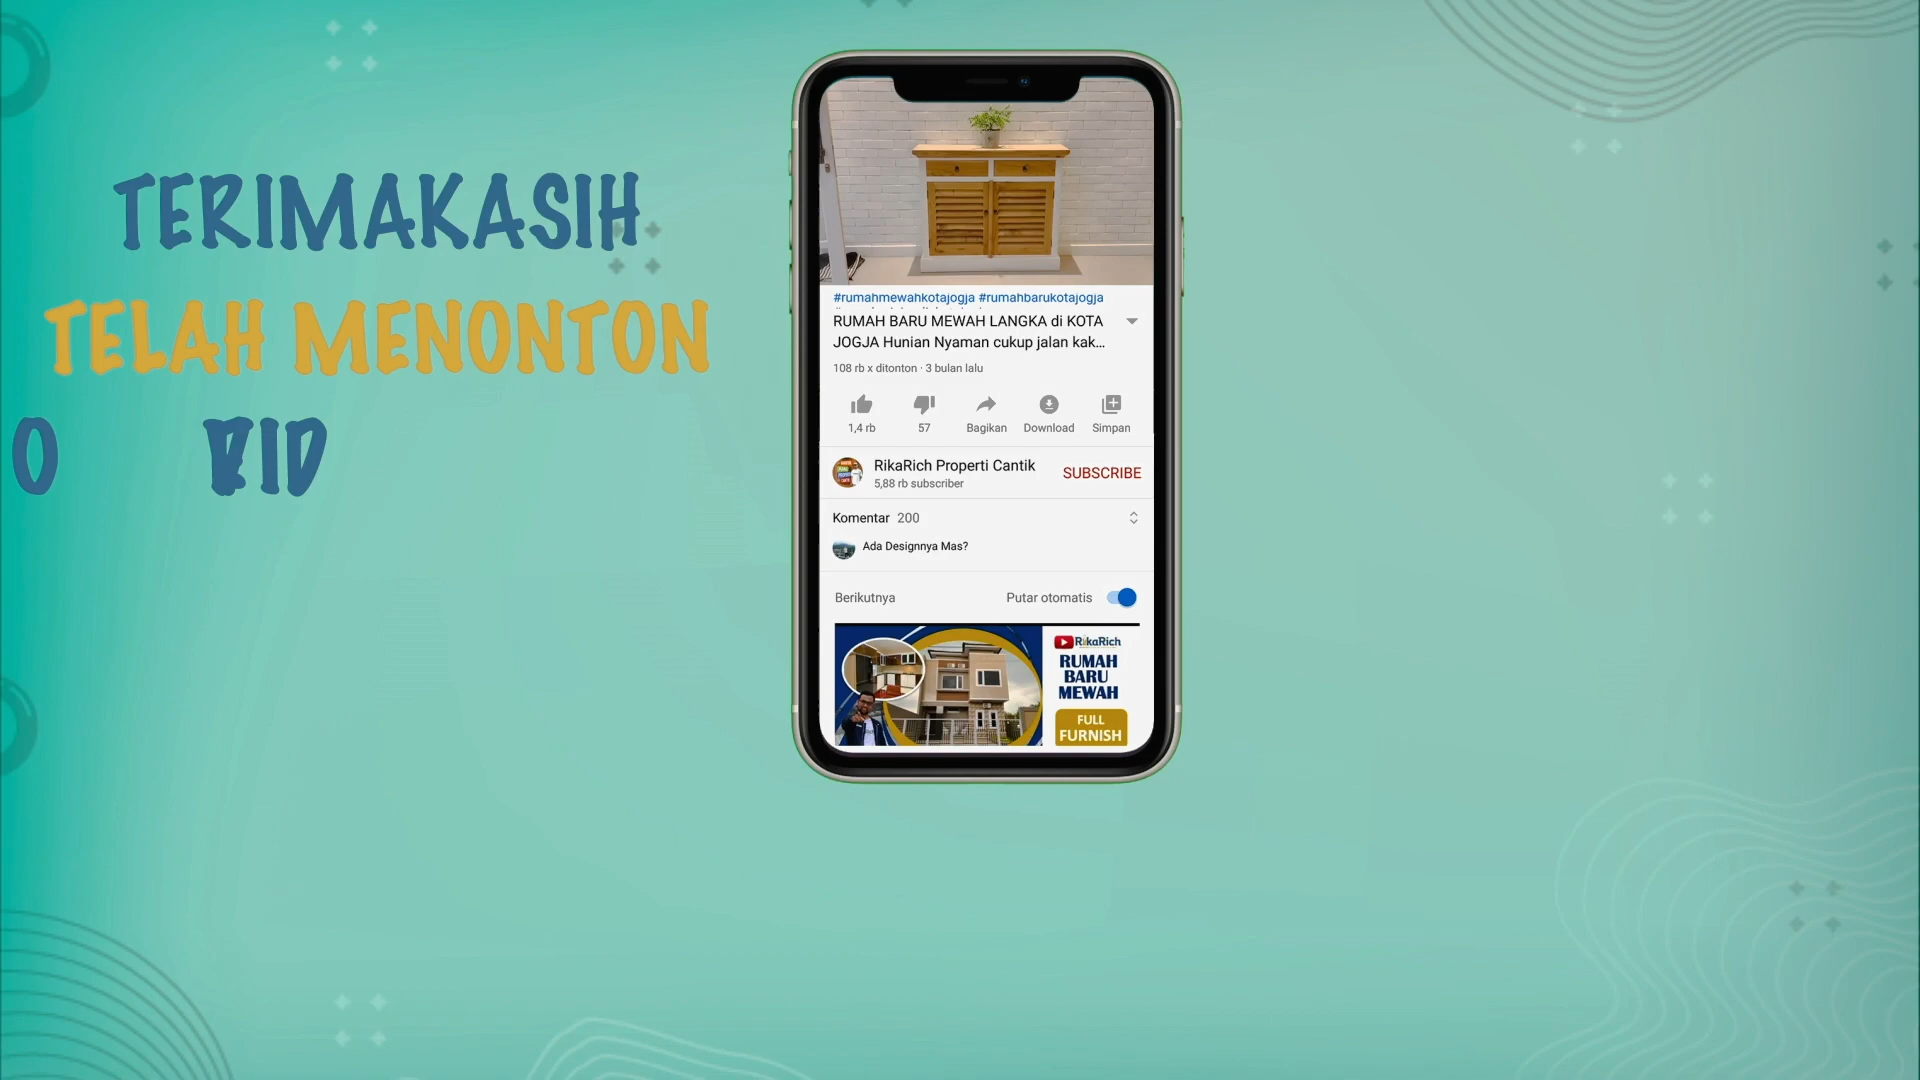 TERIMAKASIH
TELAH MENONTON
#rumahmewahkotajogja #rumahbarukotajogja
RUMAH BARU MEWAH LANGKA di KOTA
JOGJA Hunian Nyaman cukup jalan kak...
108 rb x ditonton · 3 bulan lalu
1,4 rb 57 Bagikan Download Simpan
RikaRich Properti Cantik
5,88 rb subscriber
SUBSCRIBE
Komentar 200
Ada Designnya Mas?
Berikutnya Putar otomatis
RikaRich
RUMAH
BARU
MEWAH
FULL
FURNISH